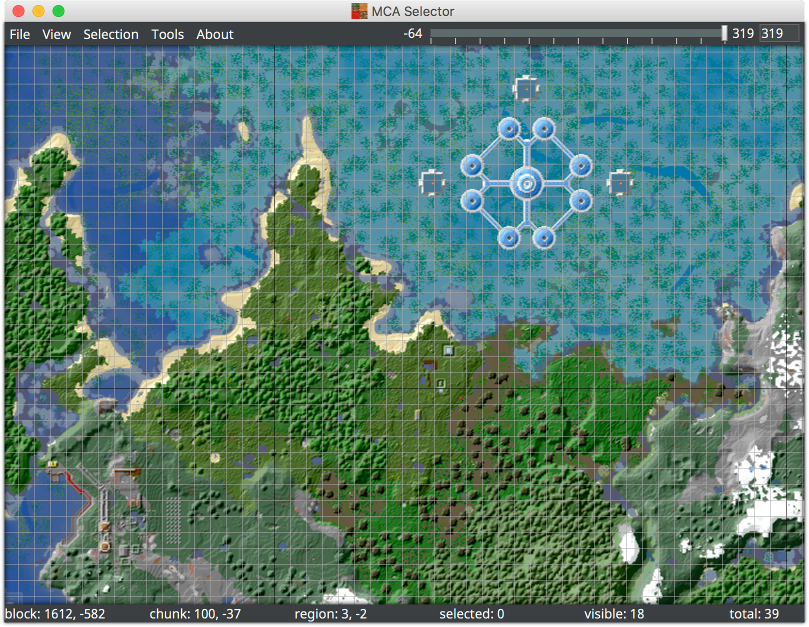 MCA Selector
File View Selection Tools About -64 319 319
block: 1612, -582 chunk: 100, -37 region: 3, -2 selected: 0 visible: 18 total: 39